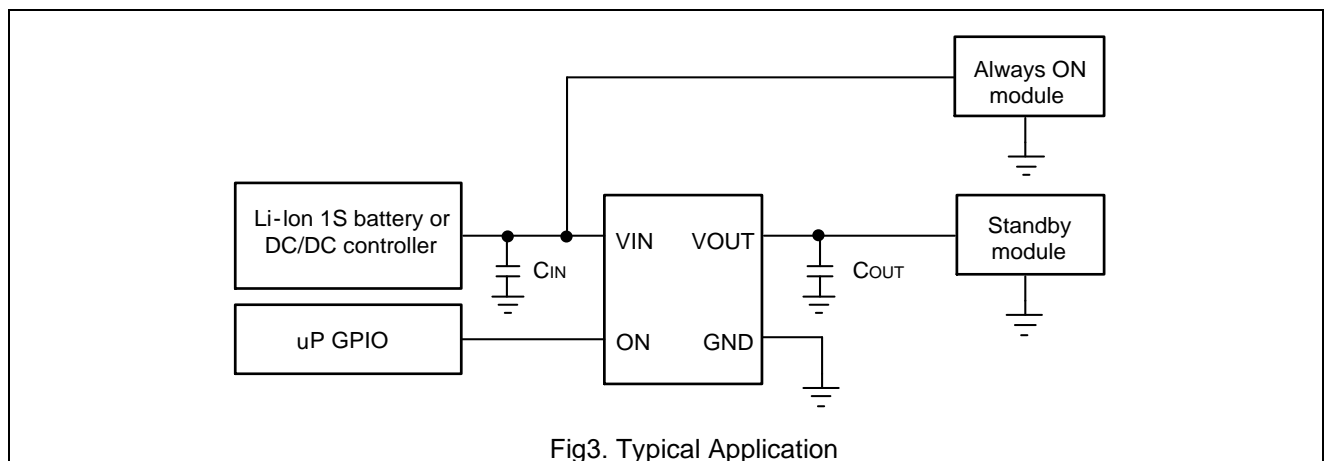 Always ON
module
Li-Ion 1S battery or
DC/DC controller
VIN
VOUT
Standby
module
CIN
COUT
uP GPIO
ON
GND
Fig3. Typical Application